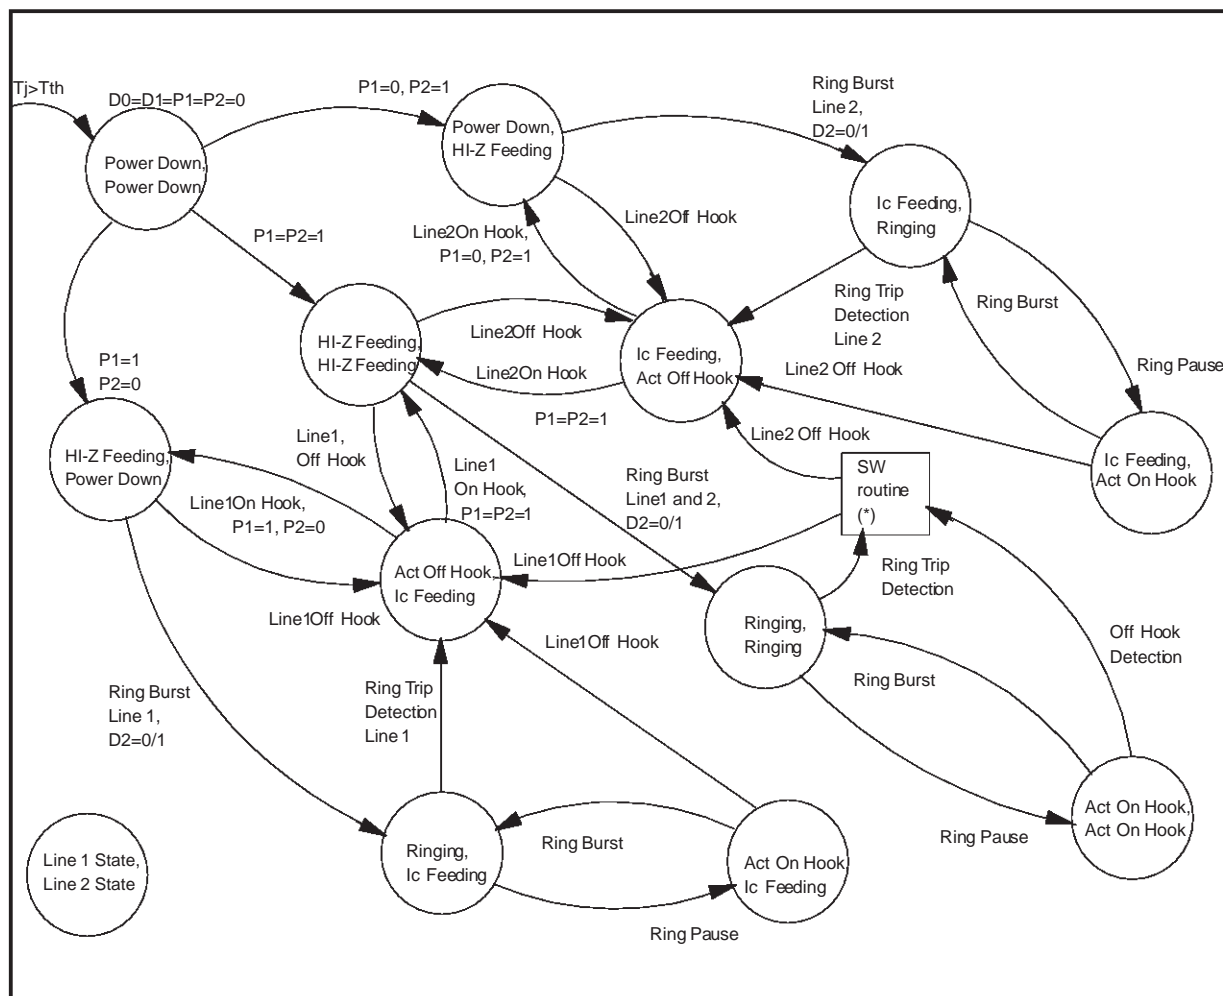 Tj>Tth
D0=D1=P1=P2=0
P1=0, P2=1
Ring Burst
Line 2,
D2=0/1
Power Down,
Power Down
Power Down,
HI-Z Feeding
Ic Feeding,
Ringing
P1=P2=1
Line2On Hook,
P1=0, P2=1
Line2Off Hook
Ring Trip
Detection
Line 2
Ring Burst
Ring Pause
HI-Z Feeding,
HI-Z Feeding
Line2Off Hook
Line2On Hook
P1=P2=1
Ic Feeding,
Act Off Hook
Line2 Off Hook
P1=1
P2=0
HI-Z Feeding,
Power Down
Line1,
Off Hook
Line1
On Hook,
P1=P2=1
Line2 Off Hook
Ic Feeding,
Act On Hook
Line1On Hook,
P1=1, P2=0
Ring Burst
Line1 and 2,
D2=0/1
SW
routine
(*)
Line1Off Hook
Act Off Hook,
Ic Feeding
Ring Trip
Detection
Line1Off Hook
Line1Off Hook
Ringing,
Ringing
Off Hook
Detection
Ring Burst
Ring Burst
Line 1,
D2=0/1
Ring Trip
Detection
Line 1
Act On Hook,
Act On Hook
Ring Pause
Line 1 State,
Line 2 State
Ringing,
Ic Feeding
Ring Burst
Act On Hook
Ic Feeding
Ring Pause